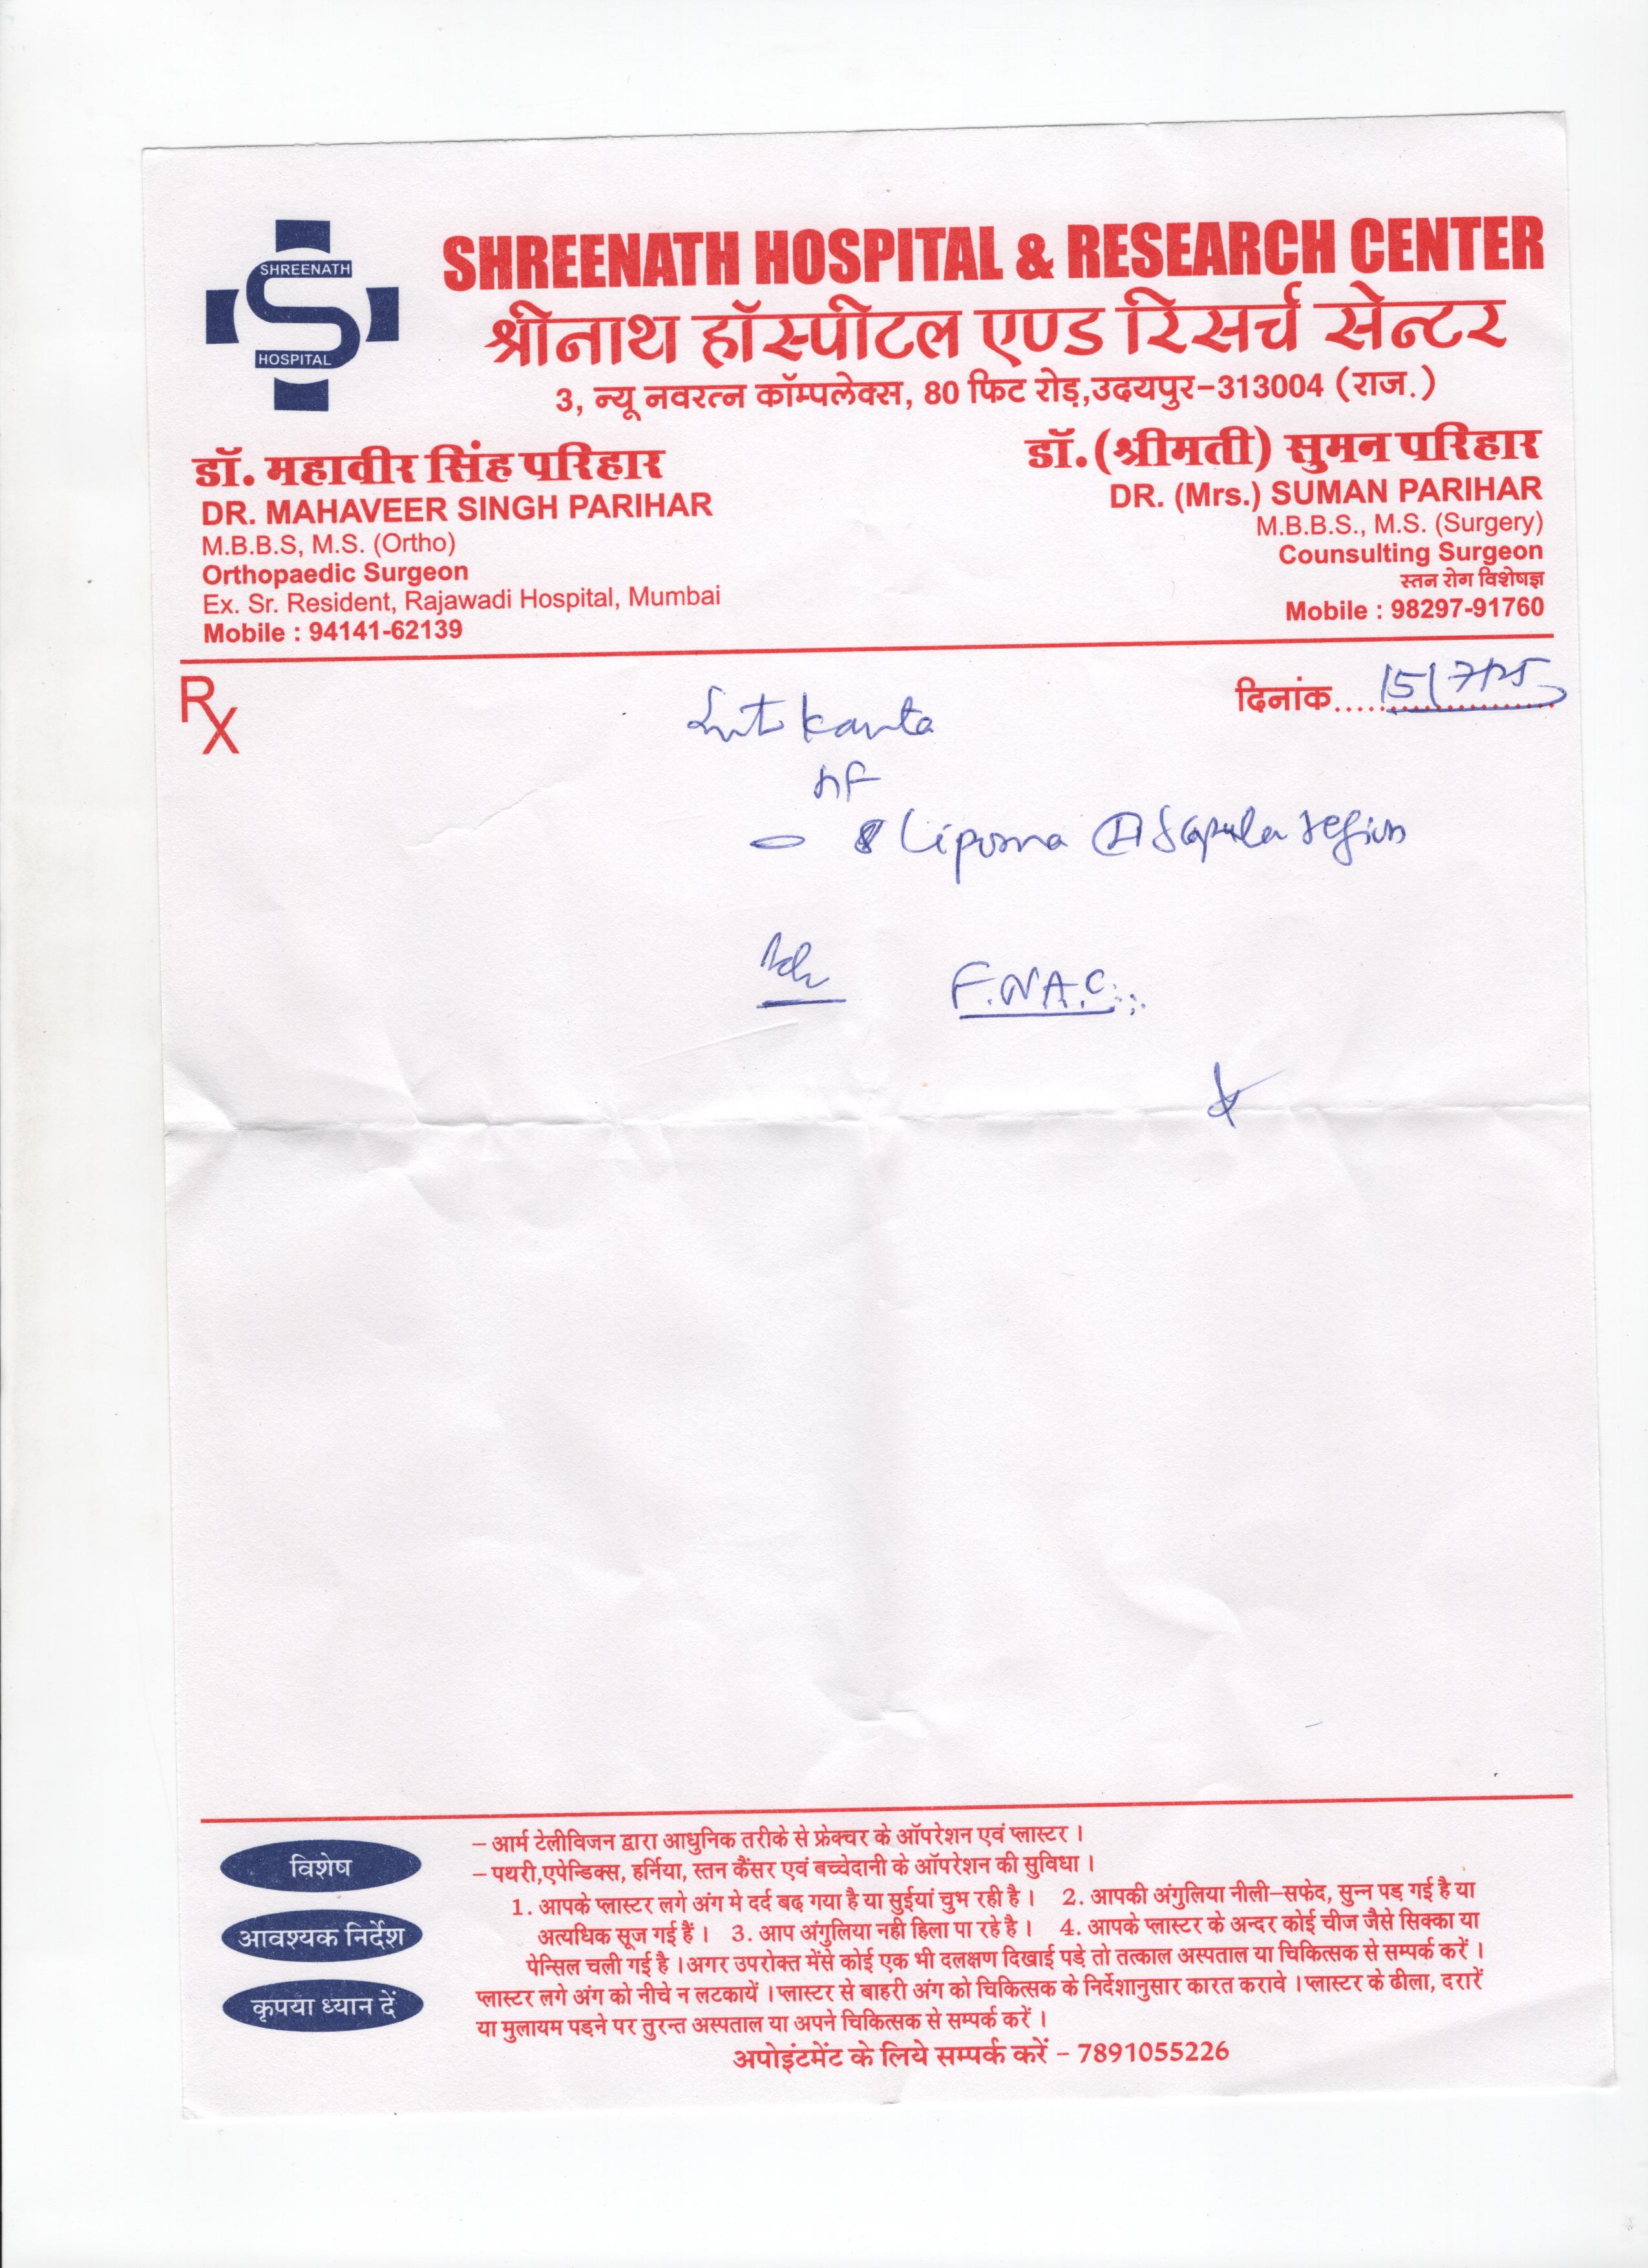 SHREENATH
HOSPITAL
SHREENATH HOSPITAL & RESEARCH CENTER
श्रीनाथ हॉस्पीटल एण्ड रिसर्च सेन्टर
3, न्यू नवरत्न कॉम्पलेक्स, 80 फिट रोड़,उदयपुर-313004 (राज.)
डॉ. महावीर सिंह परिहार
DR. MAHAVEER SINGH PARIHAR
M.B.B.S, M.S. (Ortho)
Orthopaedic Surgeon
Ex. Sr. Resident, Rajawadi Hospital, Mumbai
Mobile : 94141-62139
डॉ. (श्रीमती) सुमन परिहार
DR. (Mrs.) SUMAN PARIHAR
M.B.B.S., M.S. (Surgery)
Counsulting Surgeon
स्तन रोग विशेषज्ञ
Mobile : 98297-91760
Rx
दिनांक 15/7/25
Smt Kanta
Lipoma scapula region
Adv F.N.A.C.
विशेष
- आर्म टेलीविजन द्वारा आधुनिक तरीके से फ्रेक्चर के ऑपरेशन एवं प्लास्टर ।
- पथरी,एपेन्डिक्स, हर्निया, स्तन कैंसर एवं बच्चेदानी के ऑपरेशन की सुविधा ।
आवश्यक निर्देश
1. आपके प्लास्टर लगे अंग मे दर्द बढ़ गया है या सुईयां चुभ रही है । 2. आपकी अंगुलिया नीली-सफेद, सुन्न पड़ गई है या
अत्यधिक सूज गई हैं । 3. आप अंगुलिया नही हिला पा रहे है । 4. आपके प्लास्टर के अन्दर कोई चीज जैसे सिक्का या
पेन्सिल चली गई है । अगर उपरोक्त मेंसे कोई एक भी दलक्षण दिखाई पड़े तो तत्काल अस्पताल या चिकित्सक से सम्पर्क करें ।
कृपया ध्यान दें
प्लास्टर लगे अंग को नीचे न लटकायें । प्लास्टर से बाहरी अंग को चिकित्सक के निर्देशानुसार कारत करावे । प्लास्टर के ढीला, दरारें
या मुलायम पड़ने पर तुरन्त अस्पताल या अपने चिकित्सक से सम्पर्क करें ।
अपोइंटमेंट के लिये सम्पर्क करें - 7891055226